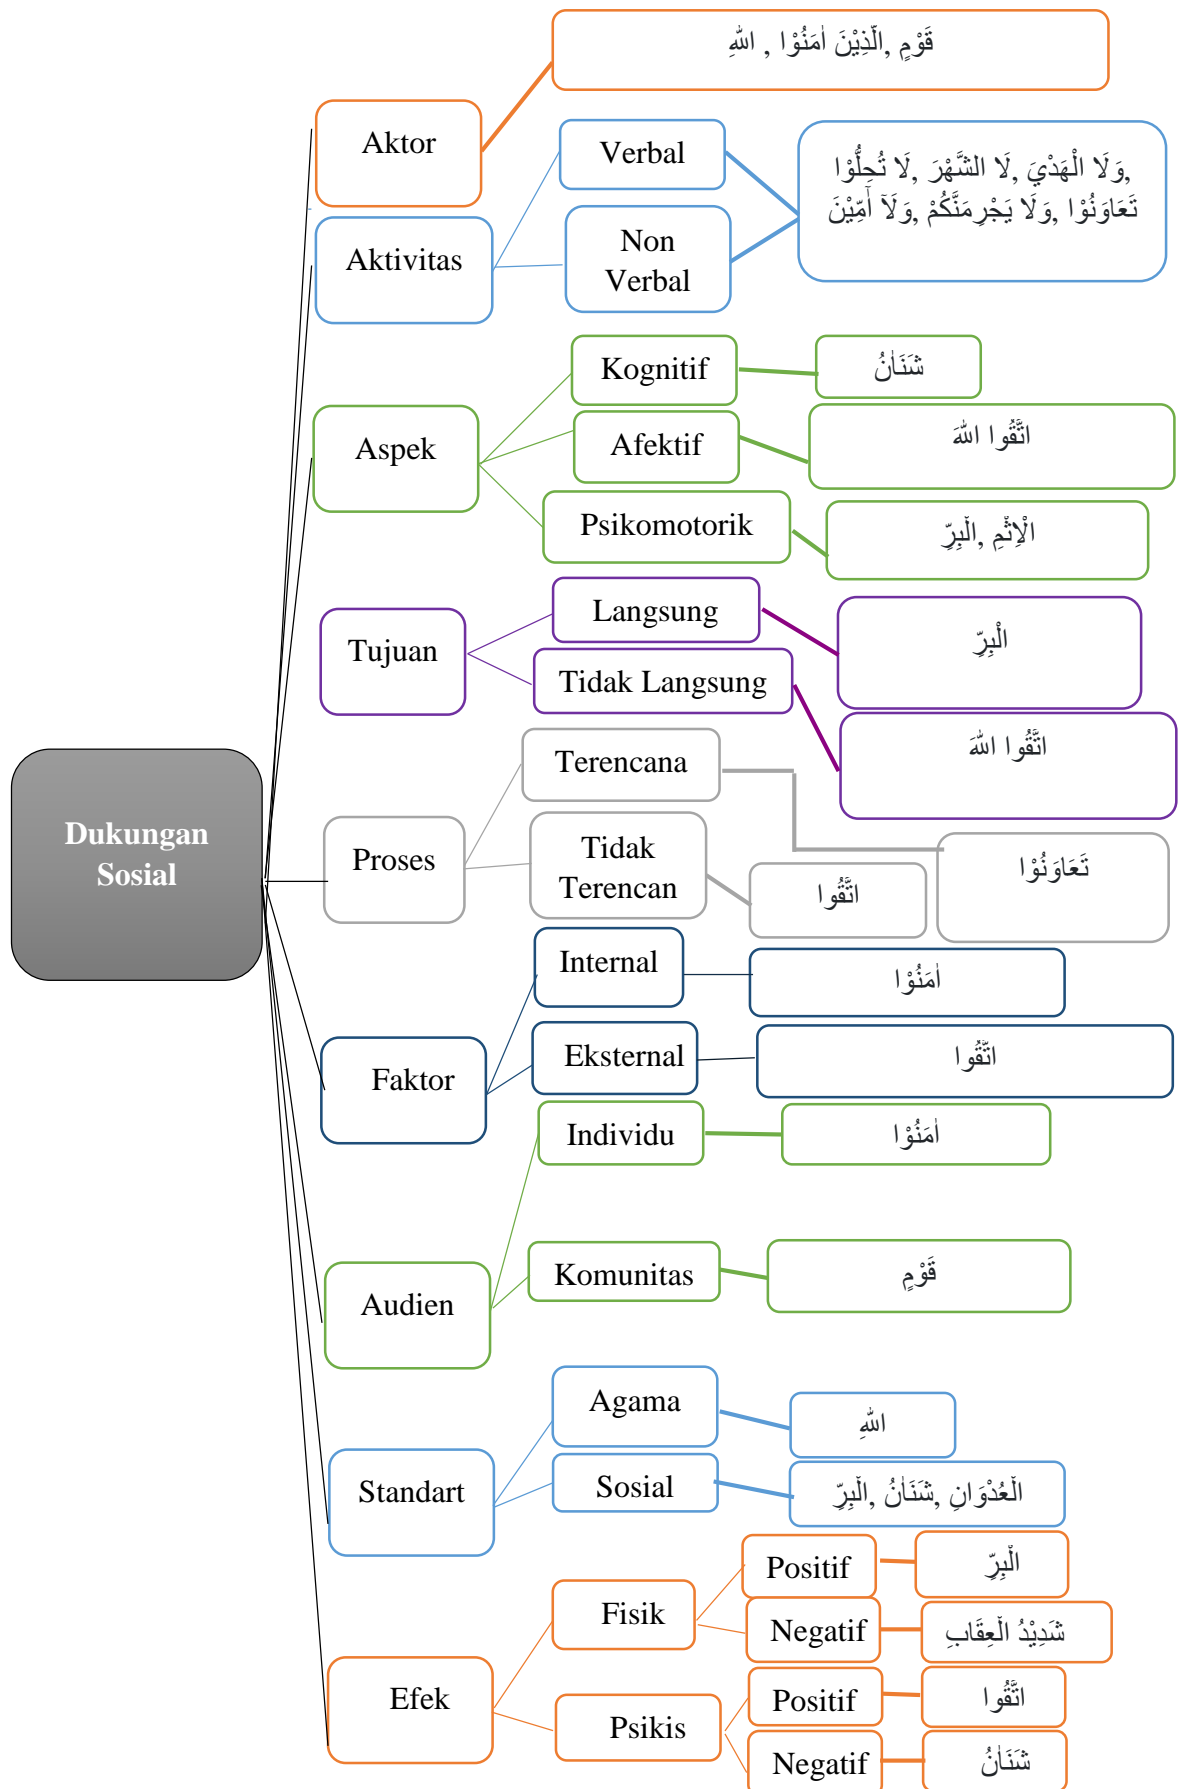 Dukungan
Sosial
Aktor
قَوْمٍ ,الَّذِيْنَ اٰمَنُوْا , اللّٰهِ
Aktivitas
Verbal
Non
Verbal
,وَلَا الْهَدْيَ ,لَا الشَّهْرَ ,لَا تُحِلُّوْا
تَعَاوَنُوْا ,وَلَا يَجْرِمَنَّكُمْ ,وَلَآ اٰۤمِّيْنَ
Aspek
Kognitif
شَنَاٰنُ
Afektif
اتَّقُوا اللّٰهَ
Psikomotorik
الْاِثْمِ ,الْبِرِّ
Tujuan
Langsung
الْبِرِّ
Tidak Langsung
اتَّقُوا اللّٰهَ
Proses
Terencana
تَعَاوَنُوْا
Tidak
Terencan
اتَّقُوا
Faktor
Internal
اٰمَنُوْا
Eksternal
اتَّقُوا
Audien
Individu
اٰمَنُوْا
Komunitas
قَوْمٍ
Standart
Agama
اللّٰهِ
Sosial
الْعُدْوَانِ ,شَنَاٰنُ ,الْبِرِّ
Efek
Fisik
Positif
الْبِرِّ
Negatif
شَدِيْدُ الْعِقَابِ
Psikis
Positif
اتَّقُوا
Negatif
شَنَاٰنُ